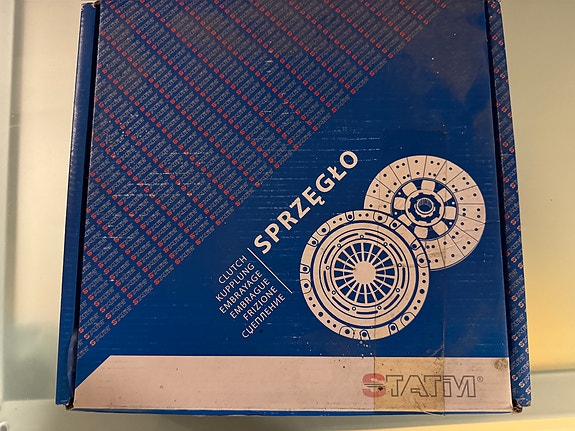 SPRZĘGŁO
CLUTCH
KUPPLUNG
EMBRAYAGE
EMBRAGUE
FRIZIONE
СЦЕПЛЕНИЕ
STATIM®